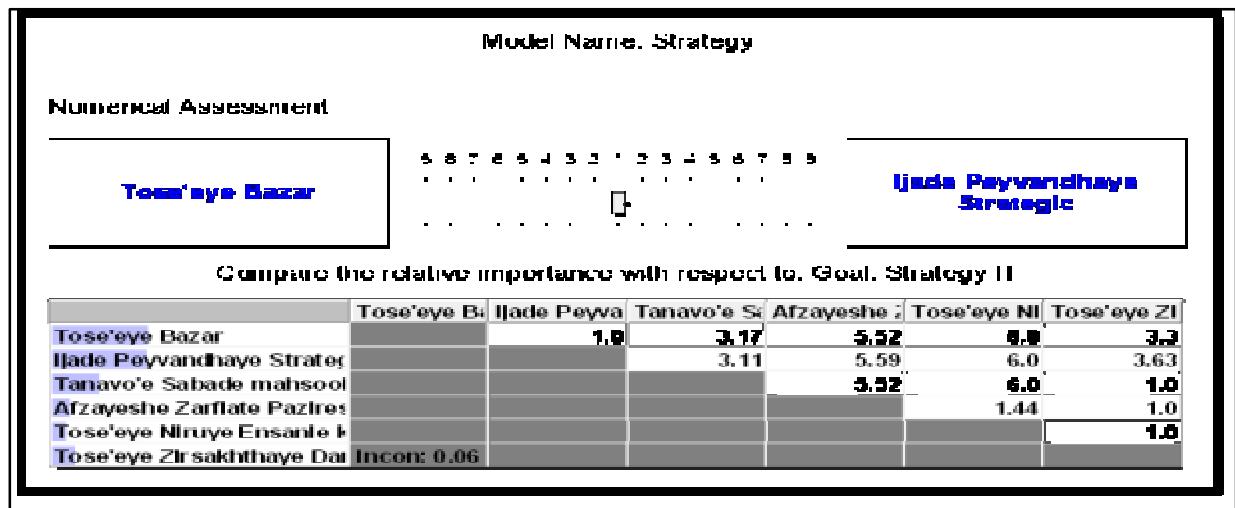 Model Name: Strategy
Numerical Assessment
Tose'eye Bazar
Ijade Peyvandhaye
Strategic
Compare the relative importance with respect to: Goal: Strategy
Tose'eye Ba Ijade Peyva Tanavo'e Sa Afzayeshe Tose'eye NI Tose'eye ZI
Tose'eye Bazar 1.0 3.17 5.52 6.0 3.3
Ijade Peyvandhaye Strateg 3.11 5.59 6.0 3.63
Tanavo'e Sabade mahsool 5.52 6.0 1.0
Afzayeshe Zarfiate Pazires 1.44 1.0
Tose'eye Niruye Ensanie 1.0
Tose'eye Zirsakhthaye Dar Incon: 0.06